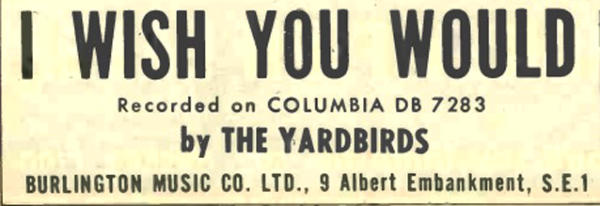 I WISH YOU WOULD
Recorded on COLUMBIA DB 7283
by THE YARDBIRDS
BURLINGTON MUSIC CO. LTD., 9 Albert Embankment, S.E.1